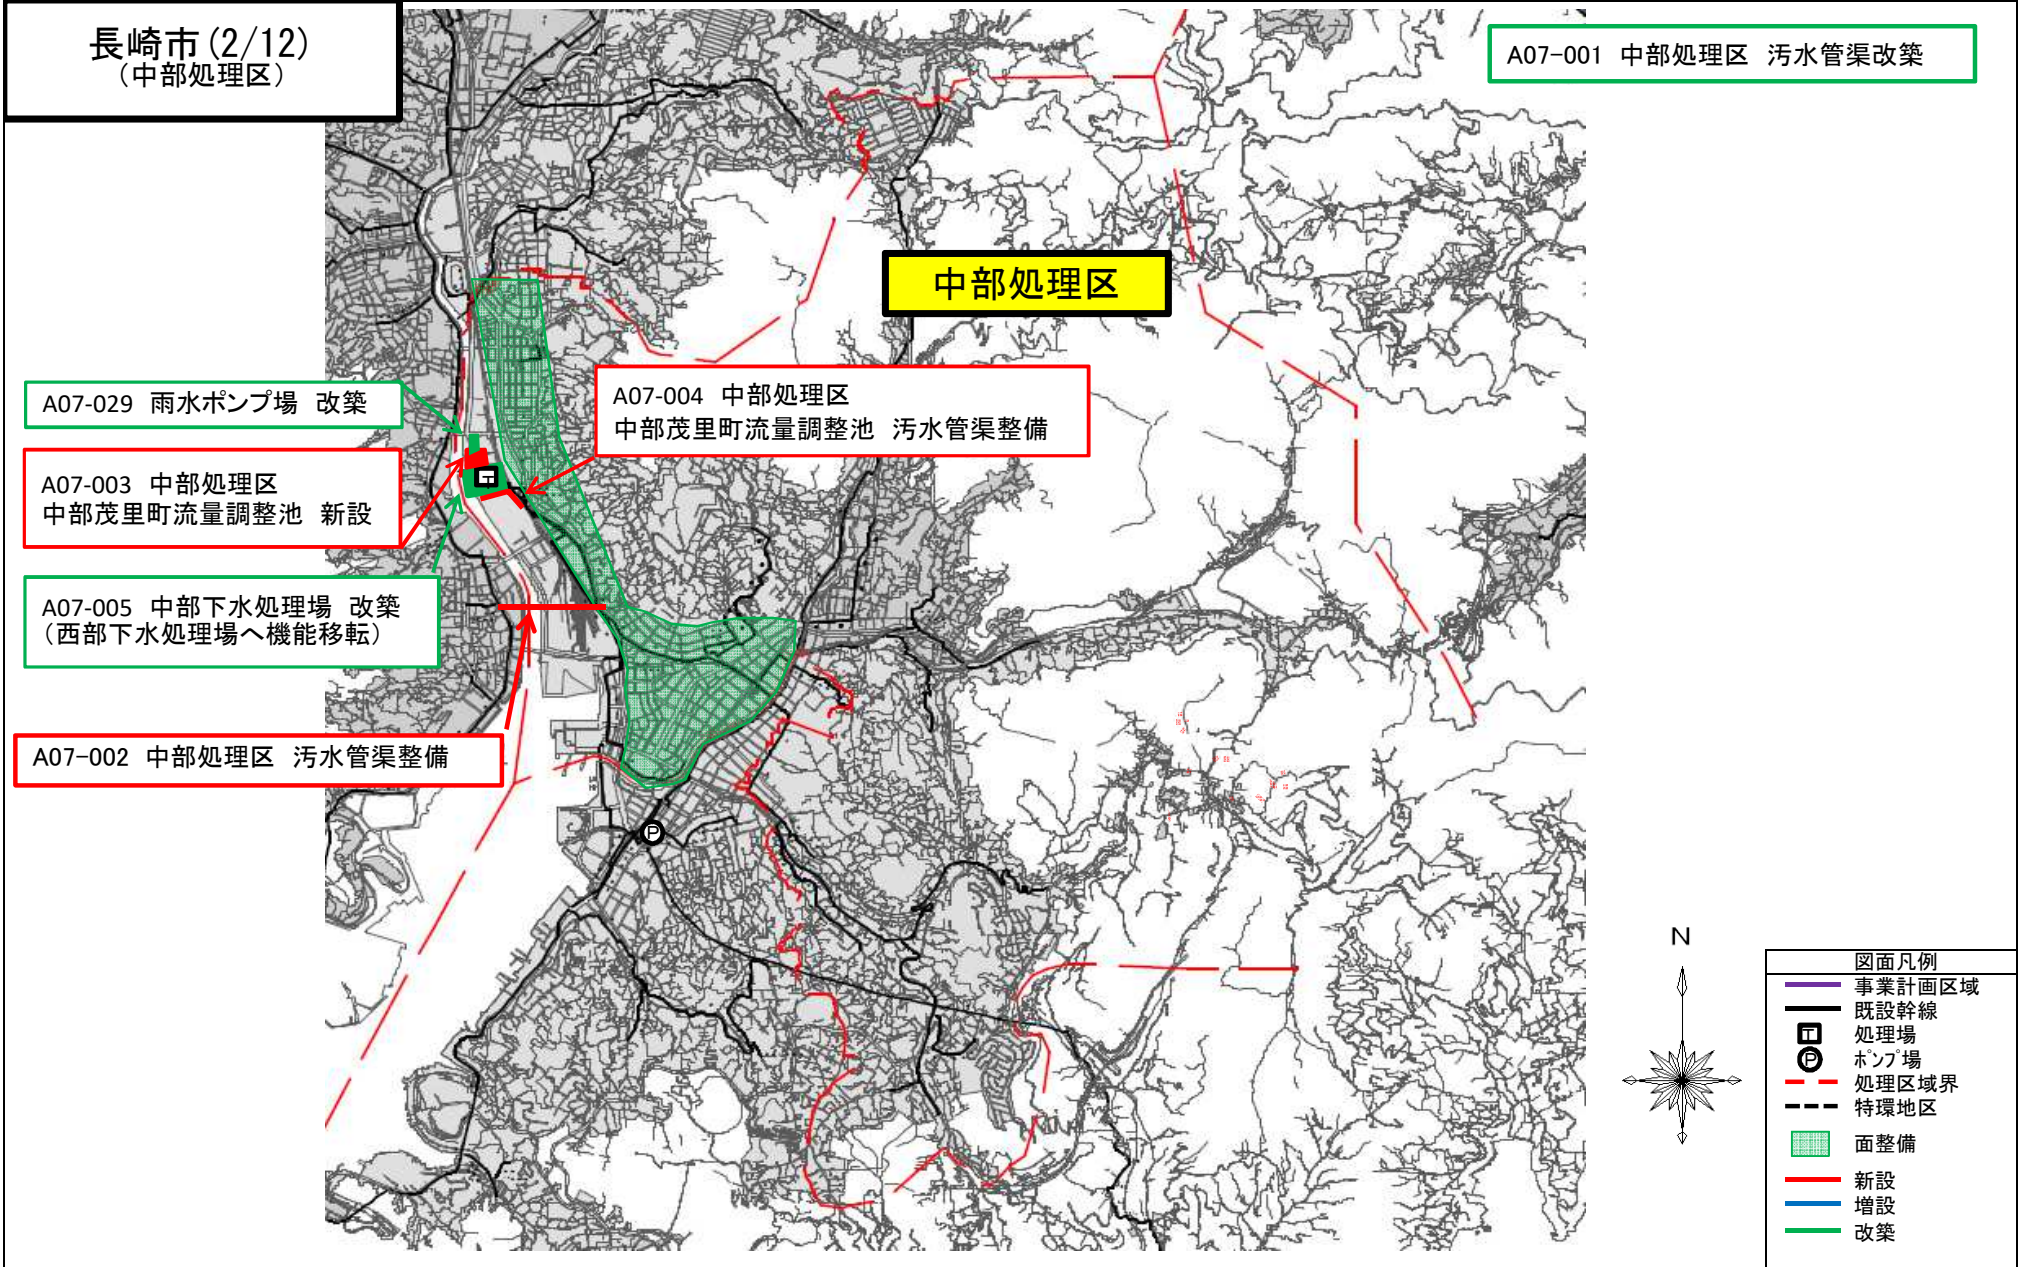 長崎市(2/12)
（中部処理区）
A07-001 中部処理区 汚水管渠改築
中部処理区
A07-029 雨水ポンプ場 改築
A07-004 中部処理区
中部茂里町流量調整池 汚水管渠整備
A07-003 中部処理区
中部茂里町流量調整池 新設
A07-005 中部下水処理場 改築
（西部下水処理場へ機能移転）
A07-002 中部処理区 汚水管渠整備
T
P
N
図面凡例
事業計画区域
既設幹線
T 処理場
P ポンプ場
処理区域界
特環地区
面整備
新設
増設
改築